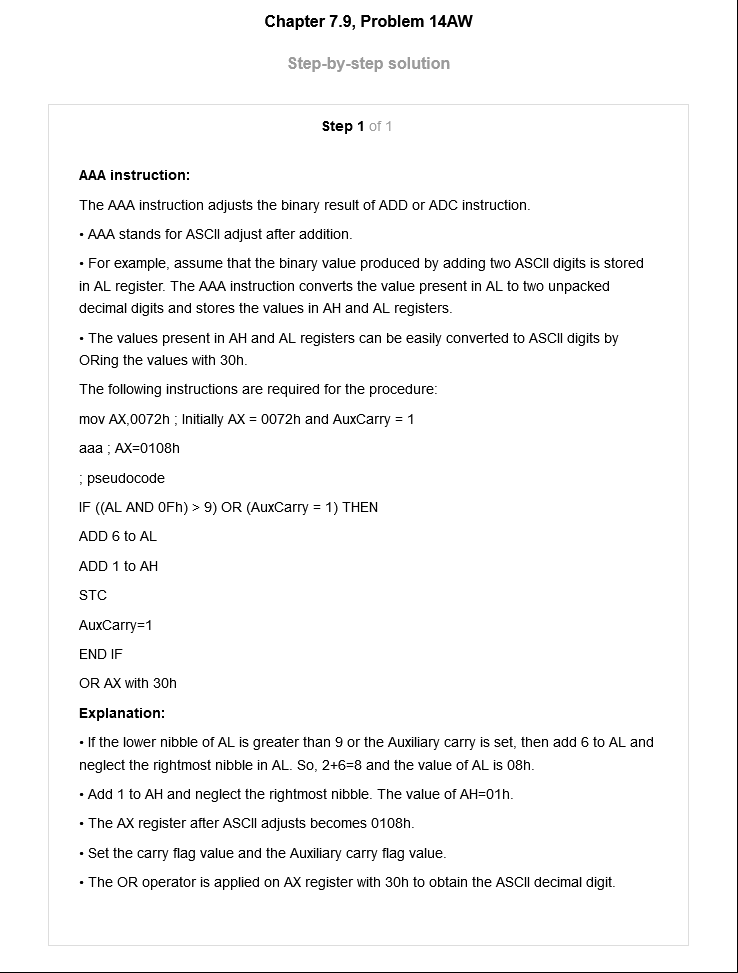 Chapter 7.9, Problem 14AW
Step-by-step solution
Step 1 of 1
AAA instruction:
The AAA instruction adjusts the binary result of ADD or ADC instruction.
• AAA stands for ASCII adjust after addition.
• For example, assume that the binary value produced by adding two ASCII digits is stored
in AL register. The AAA instruction converts the value present in AL to two unpacked
decimal digits and stores the values in AH and AL registers.
• The values present in AH and AL registers can be easily converted to ASCII digits by
ORing the values with 30h.
The following instructions are required for the procedure:
mov AX,0072h ; Initially AX = 0072h and AuxCarry = 1
aaa ; AX=0108h
; pseudocode
IF ((AL AND 0Fh) > 9) OR (AuxCarry = 1) THEN
ADD 6 to AL
ADD 1 to AH
STC
AuxCarry=1
END IF
OR AX with 30h
Explanation:
• If the lower nibble of AL is greater than 9 or the Auxiliary carry is set, then add 6 to AL and
neglect the rightmost nibble in AL. So, 2+6=8 and the value of AL is 08h.
• Add 1 to AH and neglect the rightmost nibble. The value of AH=01h.
• The AX register after ASCII adjusts becomes 0108h.
• Set the carry flag value and the Auxiliary carry flag value.
• The OR operator is applied on AX register with 30h to obtain the ASCII decimal digit.